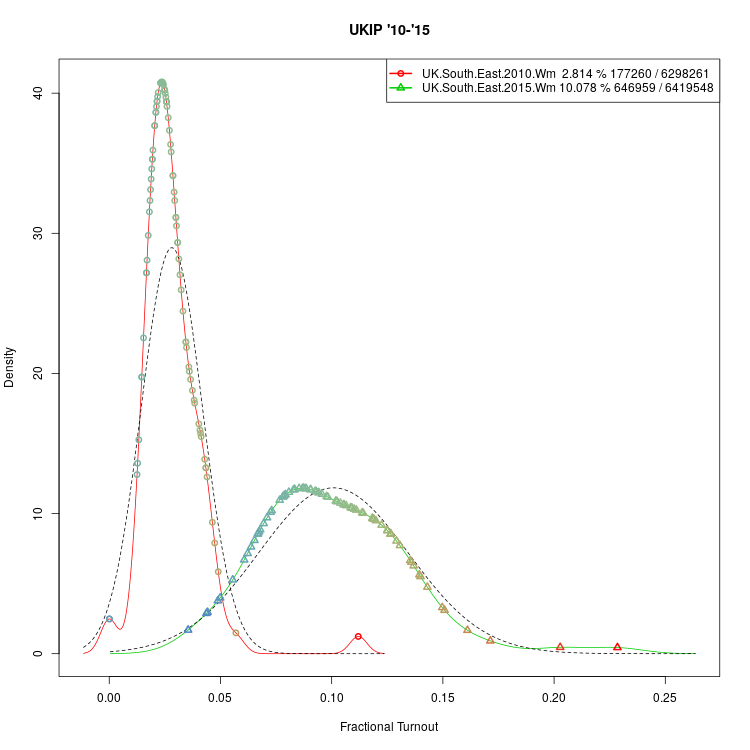 UKIP '10-'15
UK.South.East.2010.Wm 2.814 % 177260 / 6298261
UK.South.East.2015.Wm 10.078 % 646959 / 6419548
Density
40
30
20
10
0
0.00 0.05 0.10 0.15 0.20 0.25
Fractional Turnout